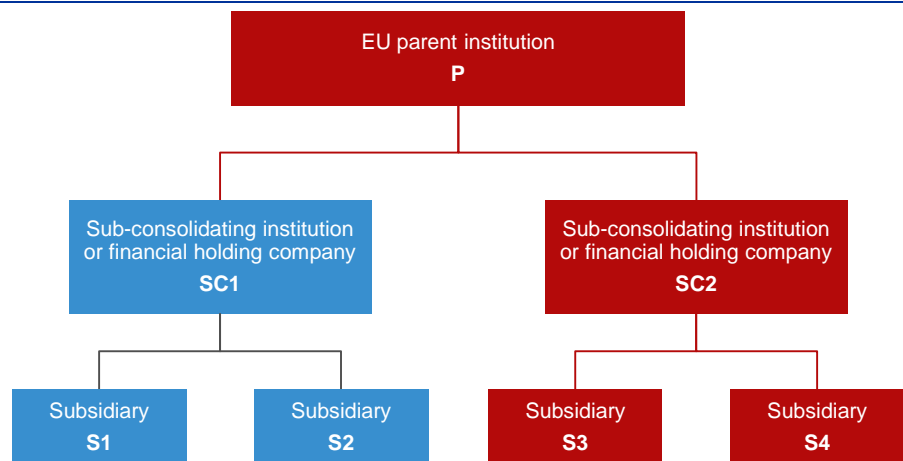 EU parent institution
P
Sub-consolidating institution
or financial holding company
SC1
Sub-consolidating institution
or financial holding company
SC2
Subsidiary
S1
Subsidiary
S2
Subsidiary
S3
Subsidiary
S4